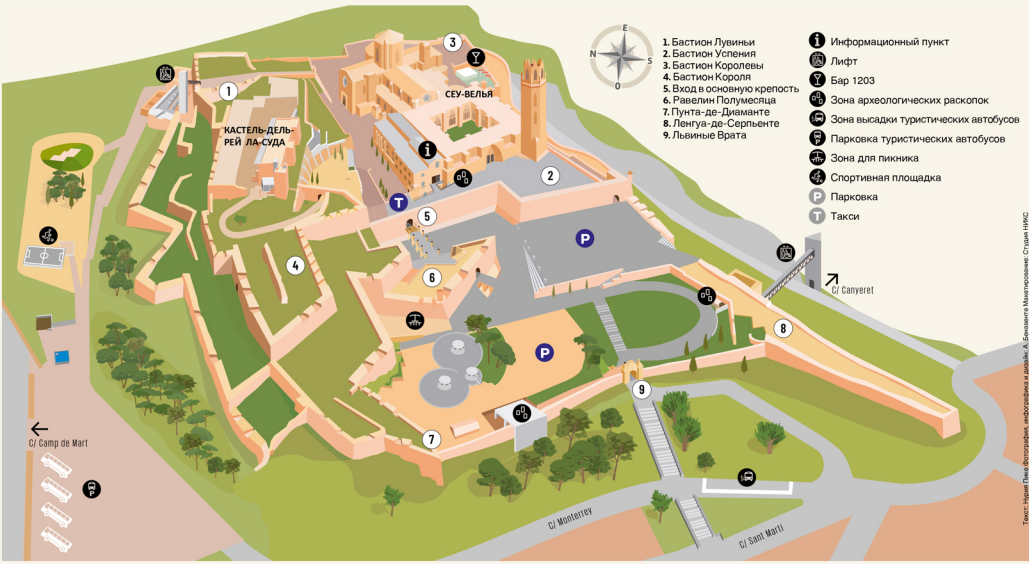 E
N
S
O
1. Бастион Лувиньи
2. Бастион Успения
3. Бастион Королевы
4. Бастион Короля
5. Вход в основную крепость
6. Равелин Полумесяца
7. Пунта-де-Диаманте
8. Ленгуа-де-Серпьенте
9. Львиные Врата
i Информационный пункт
Лифт
Бар 1203
Зона археологических раскопок
Зона высадки туристических автобусов
P Парковка туристических автобусов
Зона для пикника
Спортивная площадка
P Парковка
T Такси
3
СЕУ-ВЕЛЬЯ
1
КАСТЕЛЬ-ДЕЛЬ-
РЕЙ ЛА-СУДА
i
2
T
5
P
4
6
C/ Canyeret
8
P
9
7
C/ Camp de Mart
P
C/ Monterrey
C/ Sant Martí
Текст: Нурия Пике Фотография, инфографика и дизайн: А. Бенавенте Макетирование: Студия НИКС